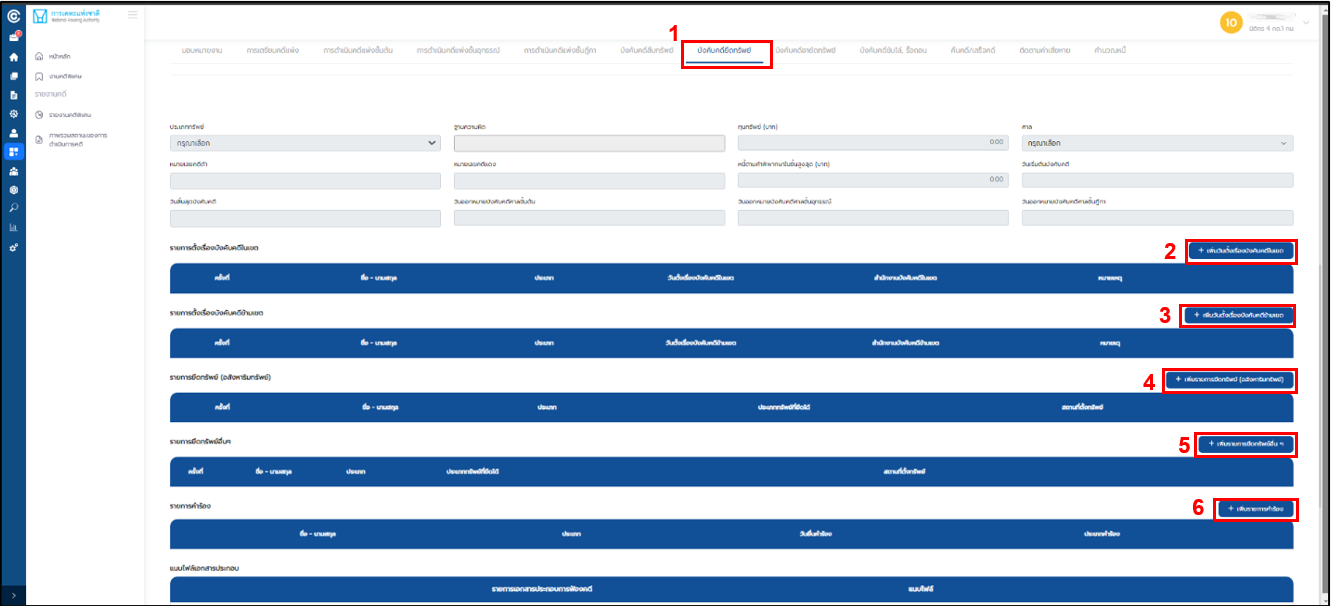 การเคหะแห่งชาติ
National Housing Authority
10
นิติกร 4 กด.1 กม
1
มอบหมายงาน การเตรียมคดีแพ่ง การดำเนินคดีแพ่งชั้นต้น การดำเนินคดีแพ่งชั้นอุทธรณ์ การดำเนินคดีแพ่งชั้นฎีกา บังคับคดีสืบทรัพย์ บังคับคดียึดทรัพย์ บังคับคดีอายัดทรัพย์ บังคับคดีขับไล่, รื้อถอน คืนคดี/เสร็จคดี ติดตามค่าเสียหาย คำนวณหนี้
หน้าหลัก
งานคดีพิเศษ
รายงานคดี
รายงานคดีพิเศษ
ภาพรวมสถานะของการ
ดำเนินการคดี
ประเภททรัพย์ ฐานความผิด ทุนทรัพย์ (บาท) ศาล
กรุณาเลือก 0.00 กรุณาเลือก
หมายเลขคดีดำ หมายเลขคดีแดง หนี้ตามคำพิพากษาในชั้นสูงสุด (บาท) วันเริ่มต้นบังคับคดี
0.00
วันสิ้นสุดบังคับคดี วันออกหมายบังคับคดีศาลชั้นต้น วันออกหมายบังคับคดีศาลชั้นอุทธรณ์ วันออกหมายบังคับคดีศาลชั้นฎีกา
รายการตั้งเรื่องบังคับคดีในเขต 2 + เพิ่มวันตั้งเรื่องบังคับคดีในเขต
ครั้งที่ ชื่อ - นามสกุล ประเภท วันตั้งเรื่องบังคับคดีในเขต สำนักงานบังคับคดีในเขต หมายเหตุ
รายการตั้งเรื่องบังคับคดีข้ามเขต 3 + เพิ่มวันตั้งเรื่องบังคับคดีข้ามเขต
ครั้งที่ ชื่อ - นามสกุล ประเภท วันตั้งเรื่องบังคับคดีข้ามเขต สำนักงานบังคับคดีข้ามเขต หมายเหตุ
รายการยึดทรัพย์ (อสังหาริมทรัพย์) 4 + เพิ่มรายการยึดทรัพย์ (อสังหาริมทรัพย์)
ครั้งที่ ชื่อ - นามสกุล ประเภท ประเภททรัพย์ที่ยึดได้ สถานที่ตั้งทรัพย์
รายการยึดทรัพย์อื่นๆ 5 + เพิ่มรายการยึดทรัพย์อื่น ๆ
ครั้งที่ ชื่อ - นามสกุล ประเภท ประเภททรัพย์ที่ยึดได้ สถานที่ตั้งทรัพย์
รายการคำร้อง 6 + เพิ่มรายการคำร้อง
ชื่อ - นามสกุล ประเภท วันยื่นคำร้อง ประเภทคำร้อง
แนบไฟล์เอกสารประกอบ
รายการเอกสารประกอบการฟ้องคดี แนบไฟล์